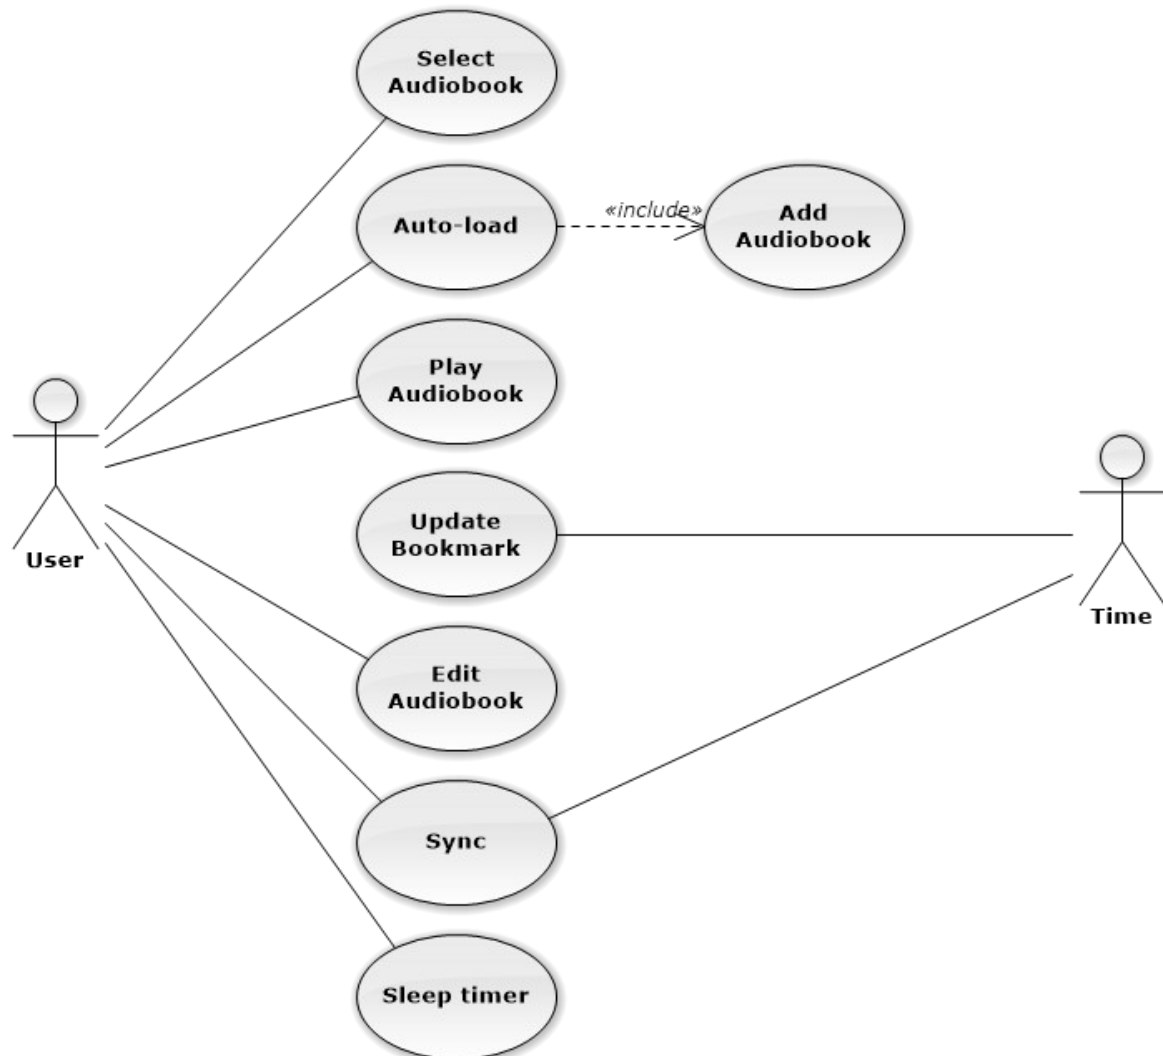 Select
Audiobook
Auto-load
«include»
Add
Audiobook
Play
Audiobook
User
Update
Bookmark
Time
Edit
Audiobook
Sync
Sleep timer